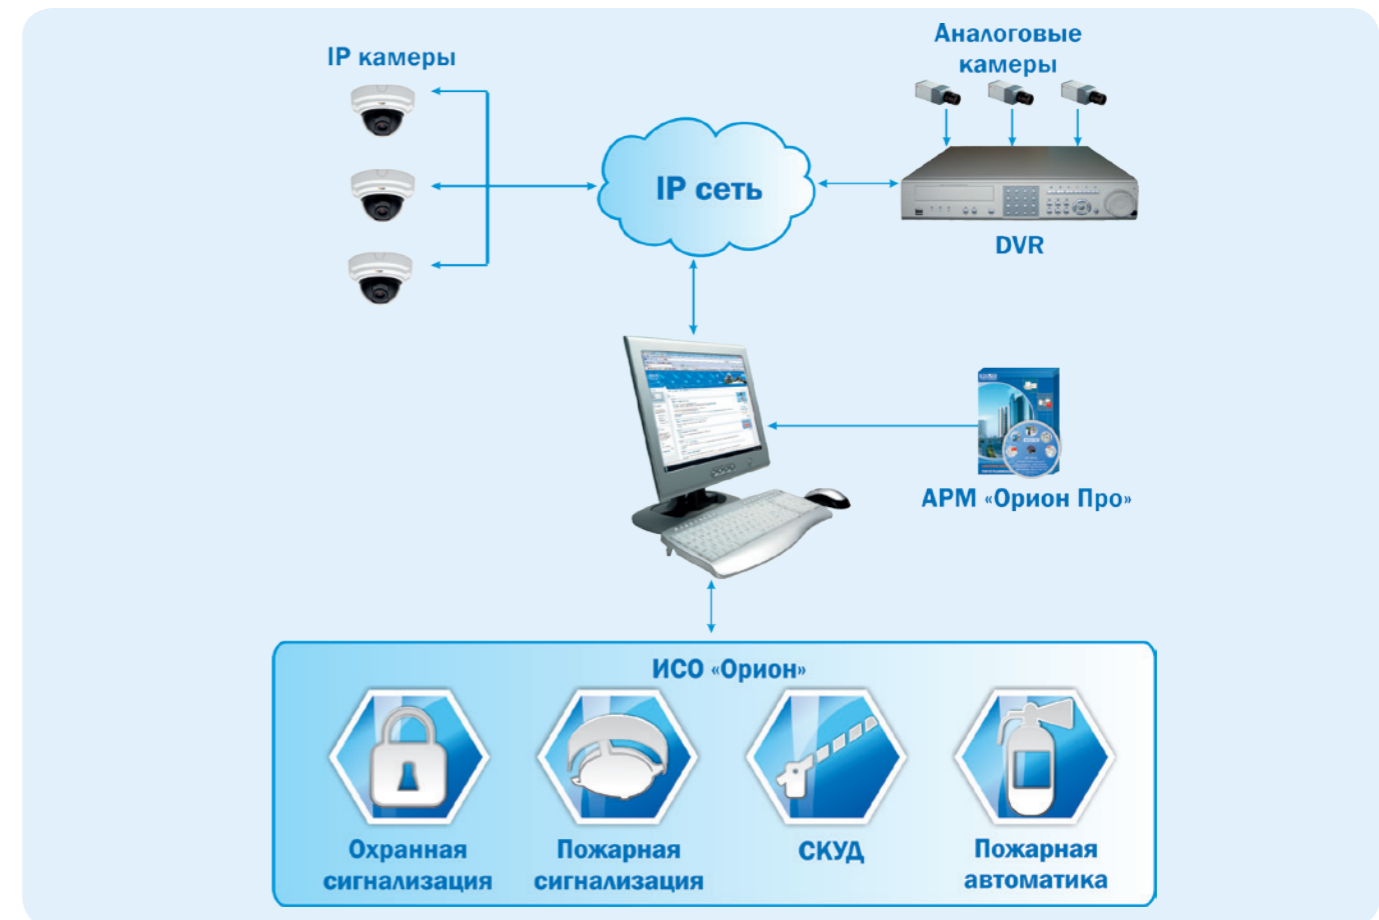 IP камеры
Аналоговые
камеры
IP сеть
DVR
АРМ «Орион Про»
ИСО «Орион»
Охранная
сигнализация
Пожарная
сигнализация
СКУД
Пожарная
автоматика